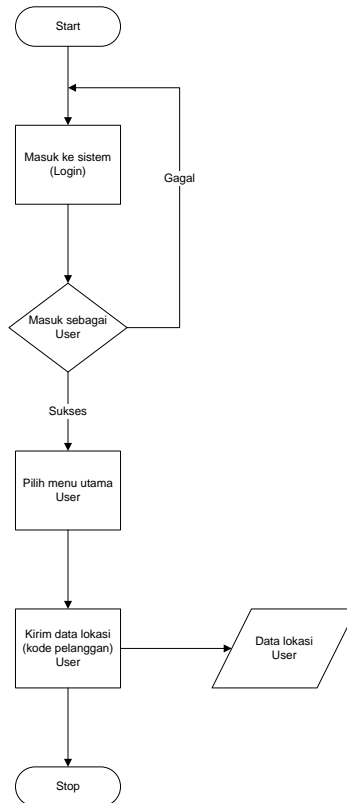 Start
Masuk ke sistem
(Login)
Gagal
Masuk sebagai
User
Sukses
Pilih menu utama
User
Kirim data lokasi
(kode pelanggan)
User
Data lokasi
User
Stop